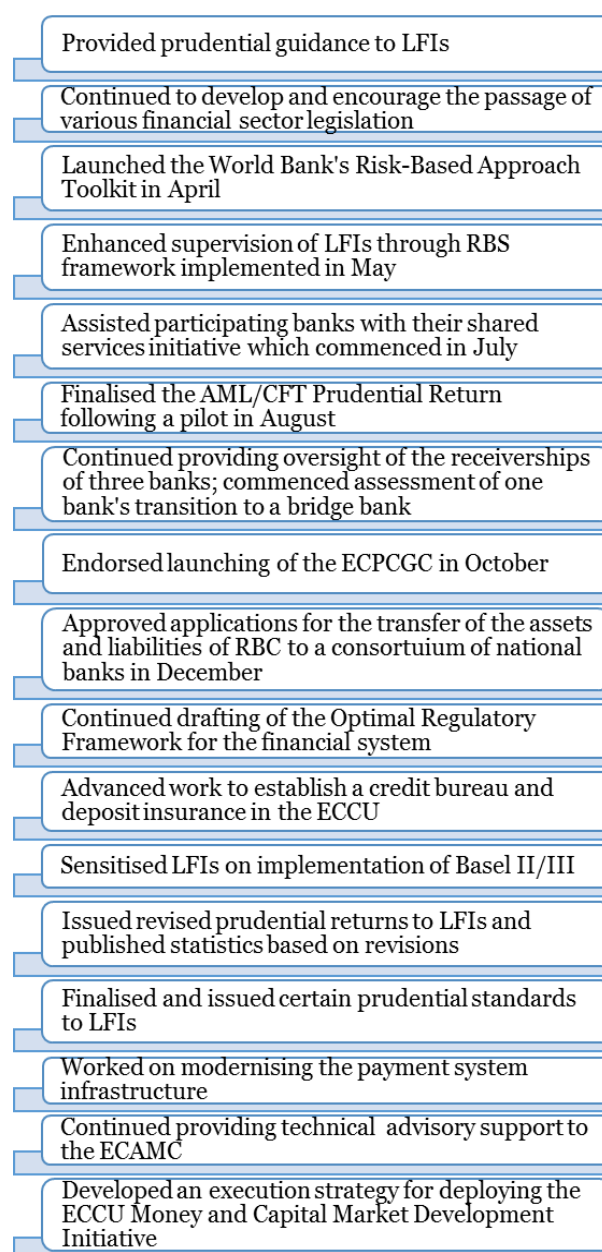 Provided prudential guidance to LFIs
Continued to develop and encourage the passage of
various financial sector legislation
Launched the World Bank's Risk-Based Approach
Toolkit in April
Enhanced supervision of LFIs through RBS
framework implemented in May
Assisted participating banks with their shared
services initiative which commenced in July
Finalised the AML/CFT Prudential Return
following a pilot in August
Continued providing oversight of the receiverships
of three banks; commenced assessment of one
bank's transition to a bridge bank
Endorsed launching of the ECPCGC in October
Approved applications for the transfer of the assets
and liabilities of RBC to a consortuium of national
banks in December
Continued drafting of the Optimal Regulatory
Framework for the financial system
Advanced work to establish a credit bureau and
deposit insurance in the ECCU
Sensitised LFIs on implementation of Basel II/III
Issued revised prudential returns to LFIs and
published statistics based on revisions
Finalised and issued certain prudential standards
to LFIs
Worked on modernising the payment system
infrastructure
Continued providing technical advisory support to
the ECAMC
Developed an execution strategy for deploying the
ECCU Money and Capital Market Development
Initiative